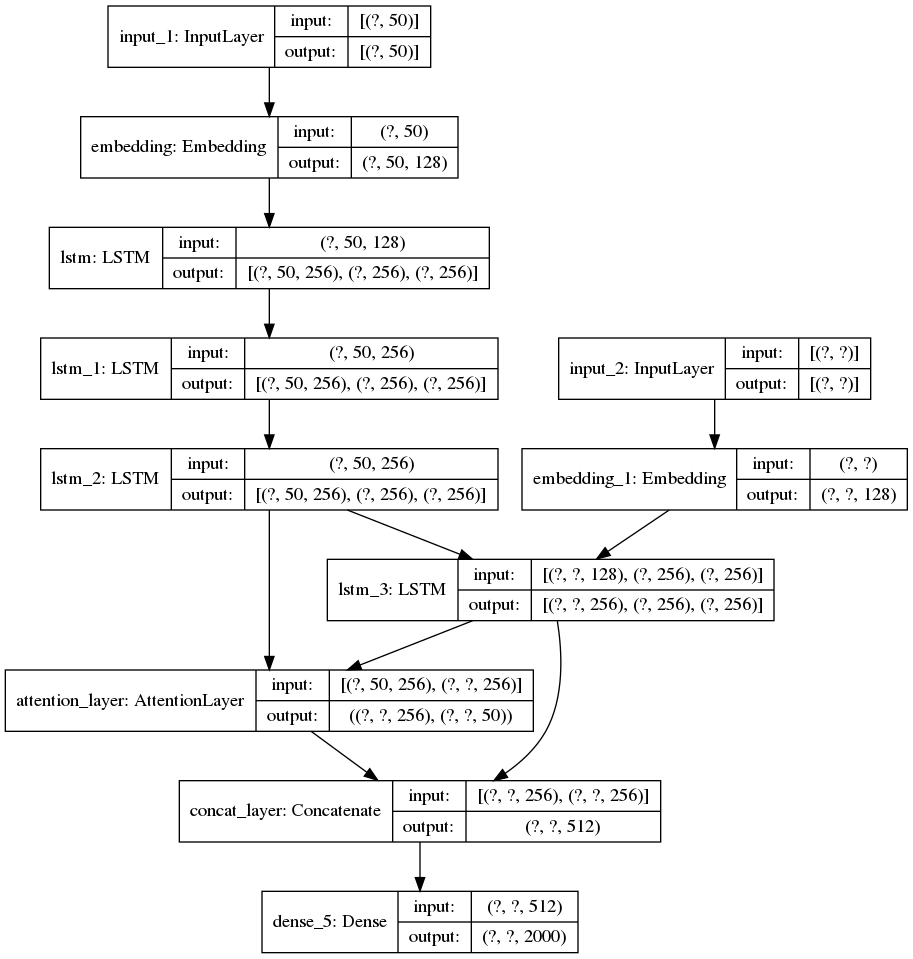 input_1: InputLayer
input:
[(?, 50)]
output:
[(?, 50)]
embedding: Embedding
input:
(?, 50)
output:
(?, 50, 128)
lstm: LSTM
input:
(?, 50, 128)
output:
[(?, 50, 256), (?, 256), (?, 256)]
lstm_1: LSTM
input:
(?, 50, 256)
output:
[(?, 50, 256), (?, 256), (?, 256)]
input_2: InputLayer
input:
[(?, ?)]
output:
[(?, ?)]
lstm_2: LSTM
input:
(?, 50, 256)
output:
[(?, 50, 256), (?, 256), (?, 256)]
embedding_1: Embedding
input:
(?, ?)
output:
(?, ?, 128)
lstm_3: LSTM
input:
[(?, ?, 128), (?, 256), (?, 256)]
output:
[(?, ?, 256), (?, 256), (?, 256)]
attention_layer: AttentionLayer
input:
[(?, 50, 256), (?, ?, 256)]
output:
((?, ?, 256), (?, ?, 50))
concat_layer: Concatenate
input:
[(?, ?, 256), (?, ?, 256)]
output:
(?, ?, 512)
dense_5: Dense
input:
(?, ?, 512)
output:
(?, ?, 2000)